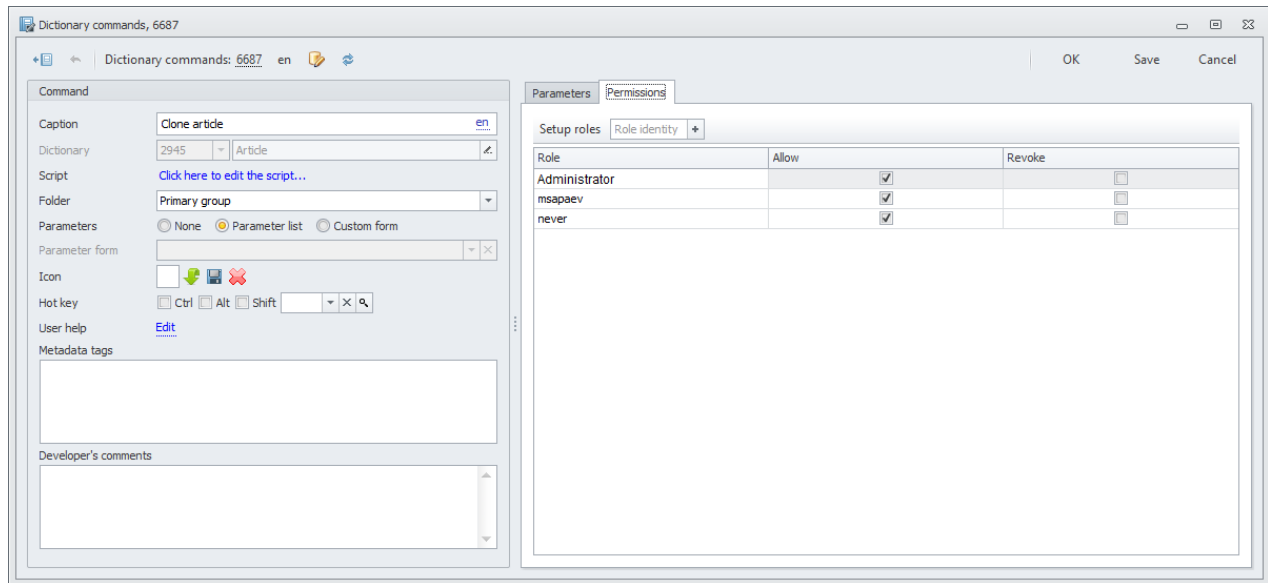 Dictionary commands, 6687
Dictionary commands: 6687 en
OK Save Cancel
Command
Caption Clone article en
Dictionary 2945 Article
Script Click here to edit the script...
Folder Primary group
Parameters None Parameter list Custom form
Parameter form
Icon
Hot key Ctrl Alt Shift
User help Edit
Metadata tags
Developer's comments
Parameters Permissions
Setup roles Role identity +
Role Allow Revoke
Administrator
msapaev
never